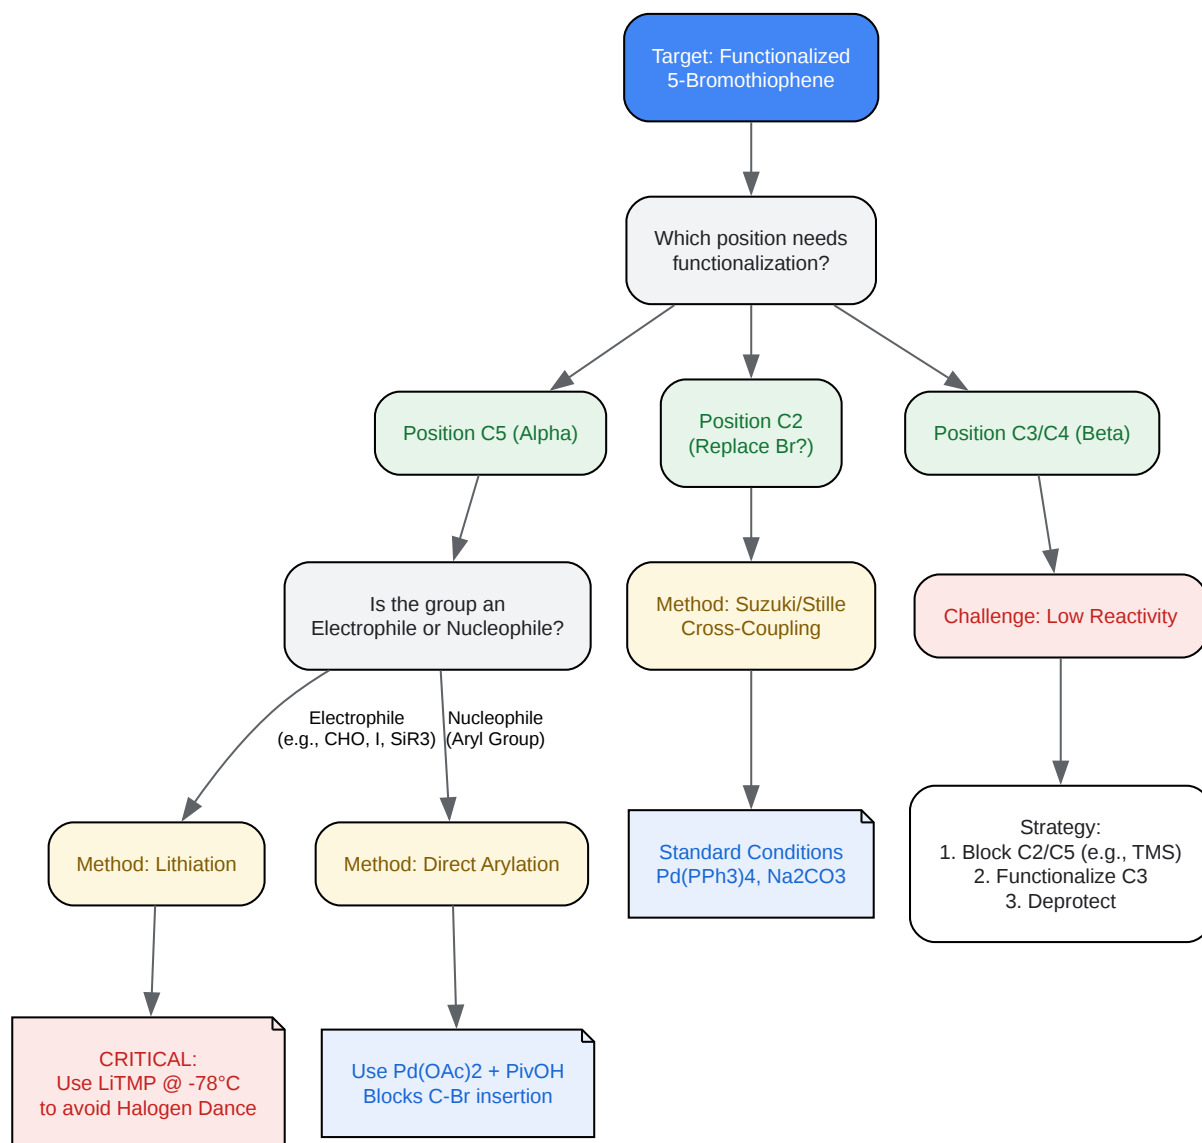 Target: Functionalized
5-Bromothiophene
Which position needs
functionalization?
Position C5 (Alpha)
Position C2
(Replace Br?)
Position C3/C4 (Beta)
Is the group an
Electrophile or Nucleophile?
Method: Suzuki/Stille
Cross-Coupling
Challenge: Low Reactivity
Electrophile
(e.g., CHO, I, SiR3)
Nucleophile
(Aryl Group)
Method: Lithiation
Method: Direct Arylation
Standard Conditions
Pd(PPh3)4, Na2CO3
Strategy:
1. Block C2/C5 (e.g., TMS)
2. Functionalize C3
3. Deprotect
CRITICAL:
Use LiTMP @ -78°C
to avoid Halogen Dance
Use Pd(OAc)2 + PivOH
Blocks C-Br insertion